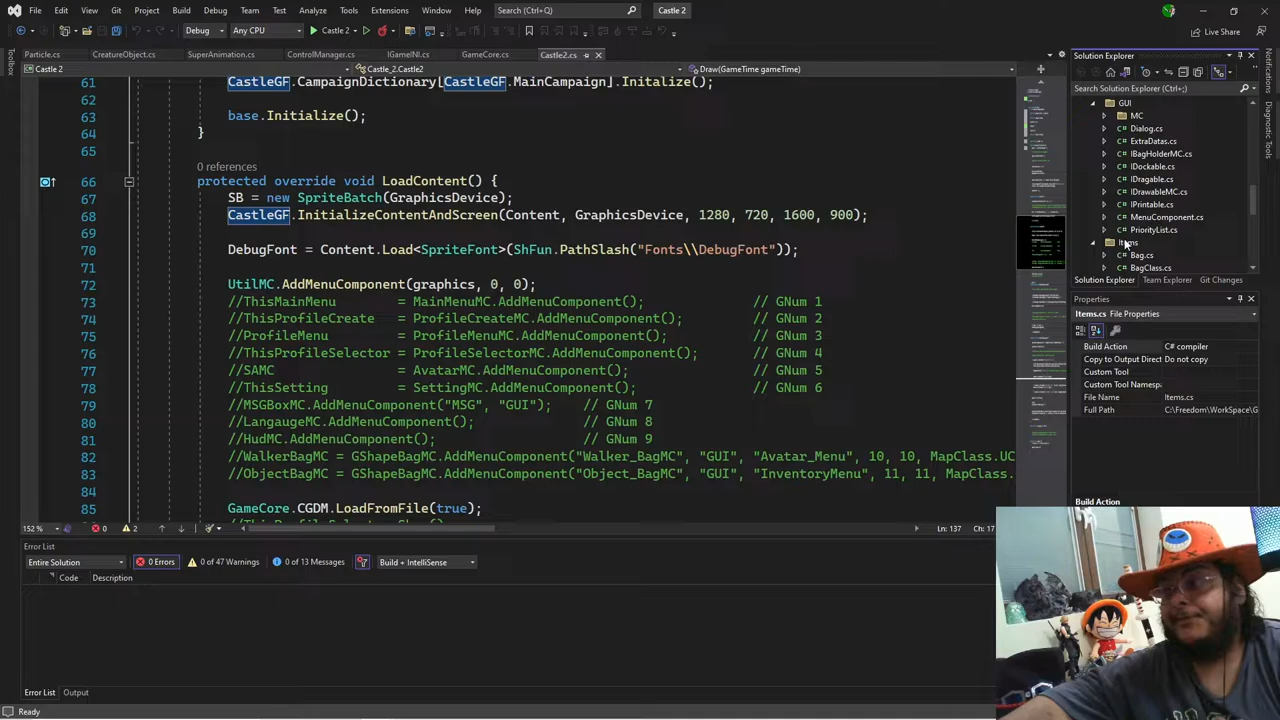 File Edit View Git Project Build Debug Test Analyze Tools Extensions Window Help Search (Ctrl+Q) Castle 2
Debug Any CPU Castle 2 Live Share
Particle.cs CreatureObject.cs SuperAnimation.cs ControlManager.cs IGameINI.cs GameCore.cs Castle2.cs
Castle 2 Castle_2.Castle2 Draw(GameTime gameTime)
Toolbox
61 CastleGF.CampaignDictionary[CastleGF.MainCampaign].Initalize();
62
63 base.Initialize();
64 }
65
0 references
66 protected override void LoadContent() {
67 SB = new SpriteBatch(GraphicsDevice);
68 CastleGF.InitializeContentAndScreen(Content, GraphicsDevice, 1280, 720, 1600, 900);
69
70 DebugFont = Content.Load<SpriteFont>(ShFun.PathSlash("Fonts\\DebugFont"));
71
72 UtilMC.AddMenuComponent(graphics, 0, 0);
73 //ThisMainMenu = MainMenuMC.AddMenuComponent(); // GNum 1
74 //ThisProfile = ProfileCreateMC.AddMenuComponent(); // GNum 2
75 //ProfileMenu = ProfileMenuMC.AddMenuComponent(); // GNum 3
76 //ThisProfileSelector = ProfileSelectorMC.AddMenuComponent(); // GNum 4
77 //SAMC = AvatarMC.AddMenuComponent(); // GNum 5
78 //ThisSetting = SettingMC.AddMenuComponent(); // GNum 6
79 //MSGBoxMC.AddMenuComponent("MSG", "GUI"); // GNum 7
80 //LangaugeMC.AddMenuComponent(); // GNum 8
81 //HudMC.AddMenuComponent(); // GNum 9
82 //WalkerBagMC = GShapeBagMC.AddMenuComponent("Walker_BagMC", "GUI", "Avatar_Menu", 10, 10, MapClass.UC
83 //ObjectBagMC = GShapeBagMC.AddMenuComponent("Object_BagMC", "GUI", "InventoryMenu", 11, 11, MapClass.
84
85 GameCore.CGDM.LoadFromFile(true);
152 % 0 2 Ln: 137 Ch: 17
Error List
Entire Solution 0 Errors 0 of 47 Warnings 0 of 13 Messages Build + IntelliSense
Code Description
Error List Output
Ready
Solution Explorer
Search Solution Explorer (Ctrl+;)
GUI
MC
Dialog.cs
ExtraDatas.cs
IBagHolderMC.cs
IDockable.cs
IDragable.cs
IDrawableMC.cs
IPrintable.cs
MenuComponent.cs
PriorityList.cs
Items
Bag.cs
BagClass.cs
Solution Explorer Team Explorer Git Changes
Properties
Items.cs File Properties
Build Action C# compiler
Copy to Output Direct Do not copy
Custom Tool
Custom Tool Namespa
File Name Items.cs
Full Path C:\Freedom\WorkSpace\G
Build Action
Notifications
Diagnostic Tools